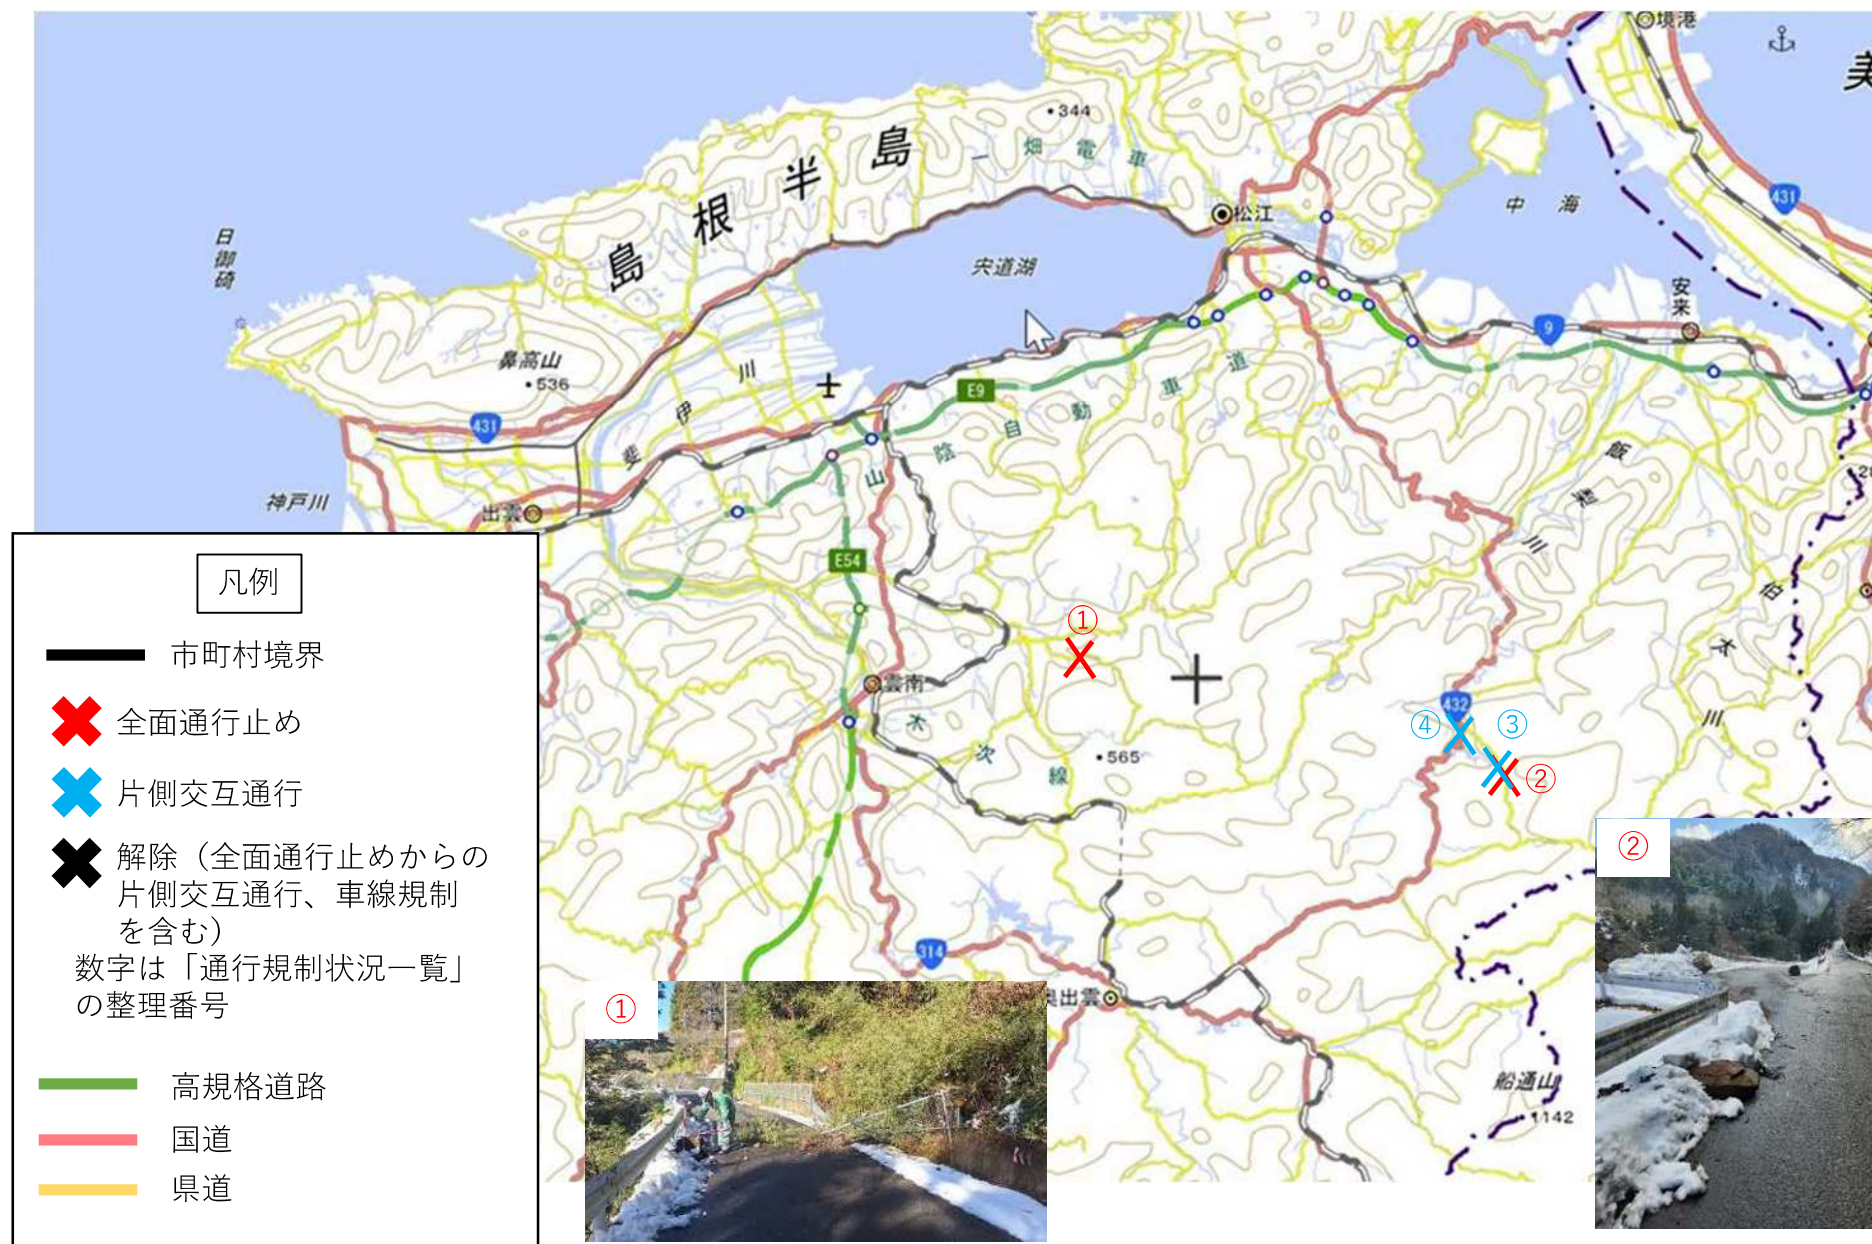 境港
美
344
島根半島
一畑電車
松江
431
中海
日御碕
宍道湖
安来
9
鼻高山
536
斐伊川
E9
山陰自動車道
431
飯梨川
神戸川
出雲
E54
伯太川
①
雲南
432
④
③
②
木次線
565
314
奥出雲
船通山
1142
凡例
市町村境界
全面通行止め
片側交互通行
解除（全面通行止めからの
片側交互通行、車線規制
を含む）
数字は「通行規制状況一覧」
の整理番号
高規格道路
国道
県道
①
②